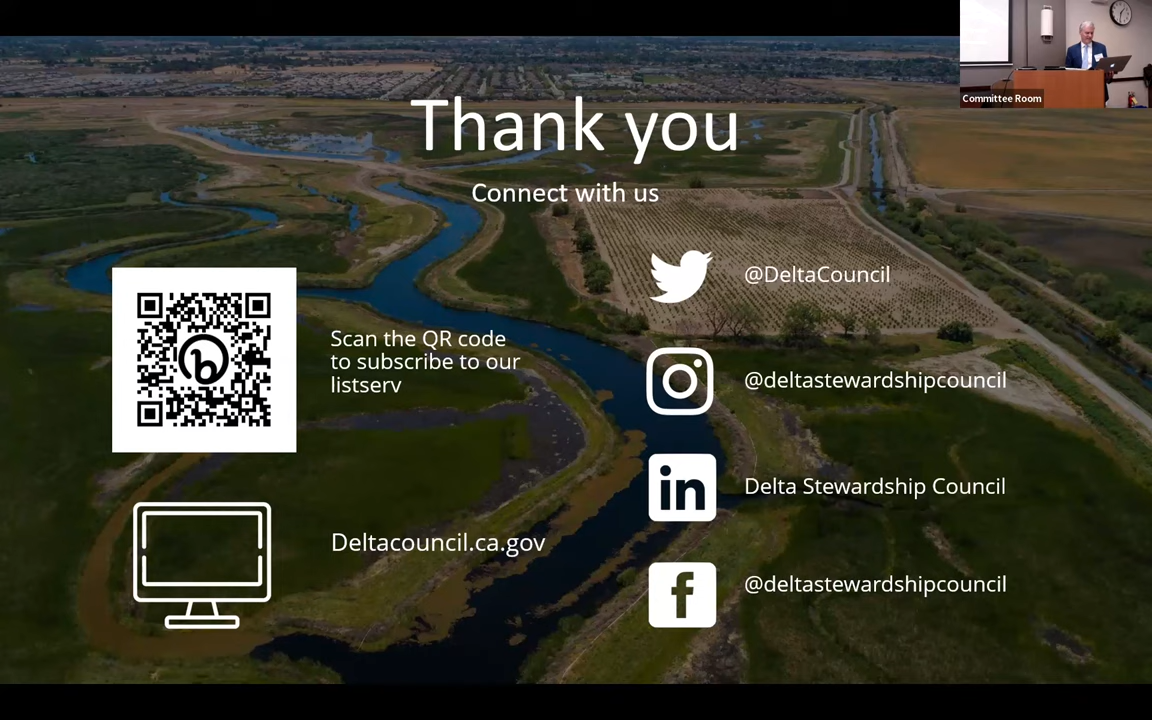 Committee Room
Thank you
Connect with us
Scan the QR code
to subscribe to our
listserv
Deltacouncil.ca.gov
@DeltaCouncil
@deltastewardshipcouncil
in
Delta Stewardship Council
f
@deltastewardshipcouncil